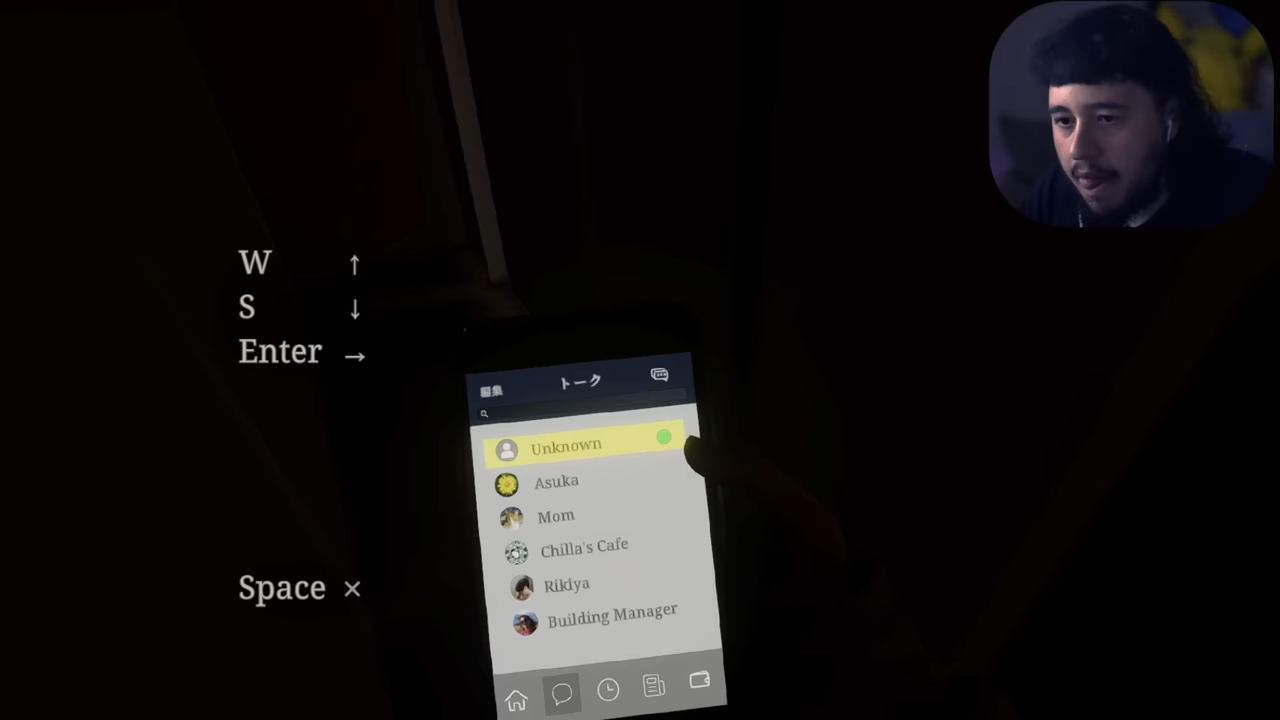 W ↑
S ↓
Enter →
Space ×
編集 トーク
Unknown
Asuka
Mom
Chilla's Cafe
Rikiya
Building Manager